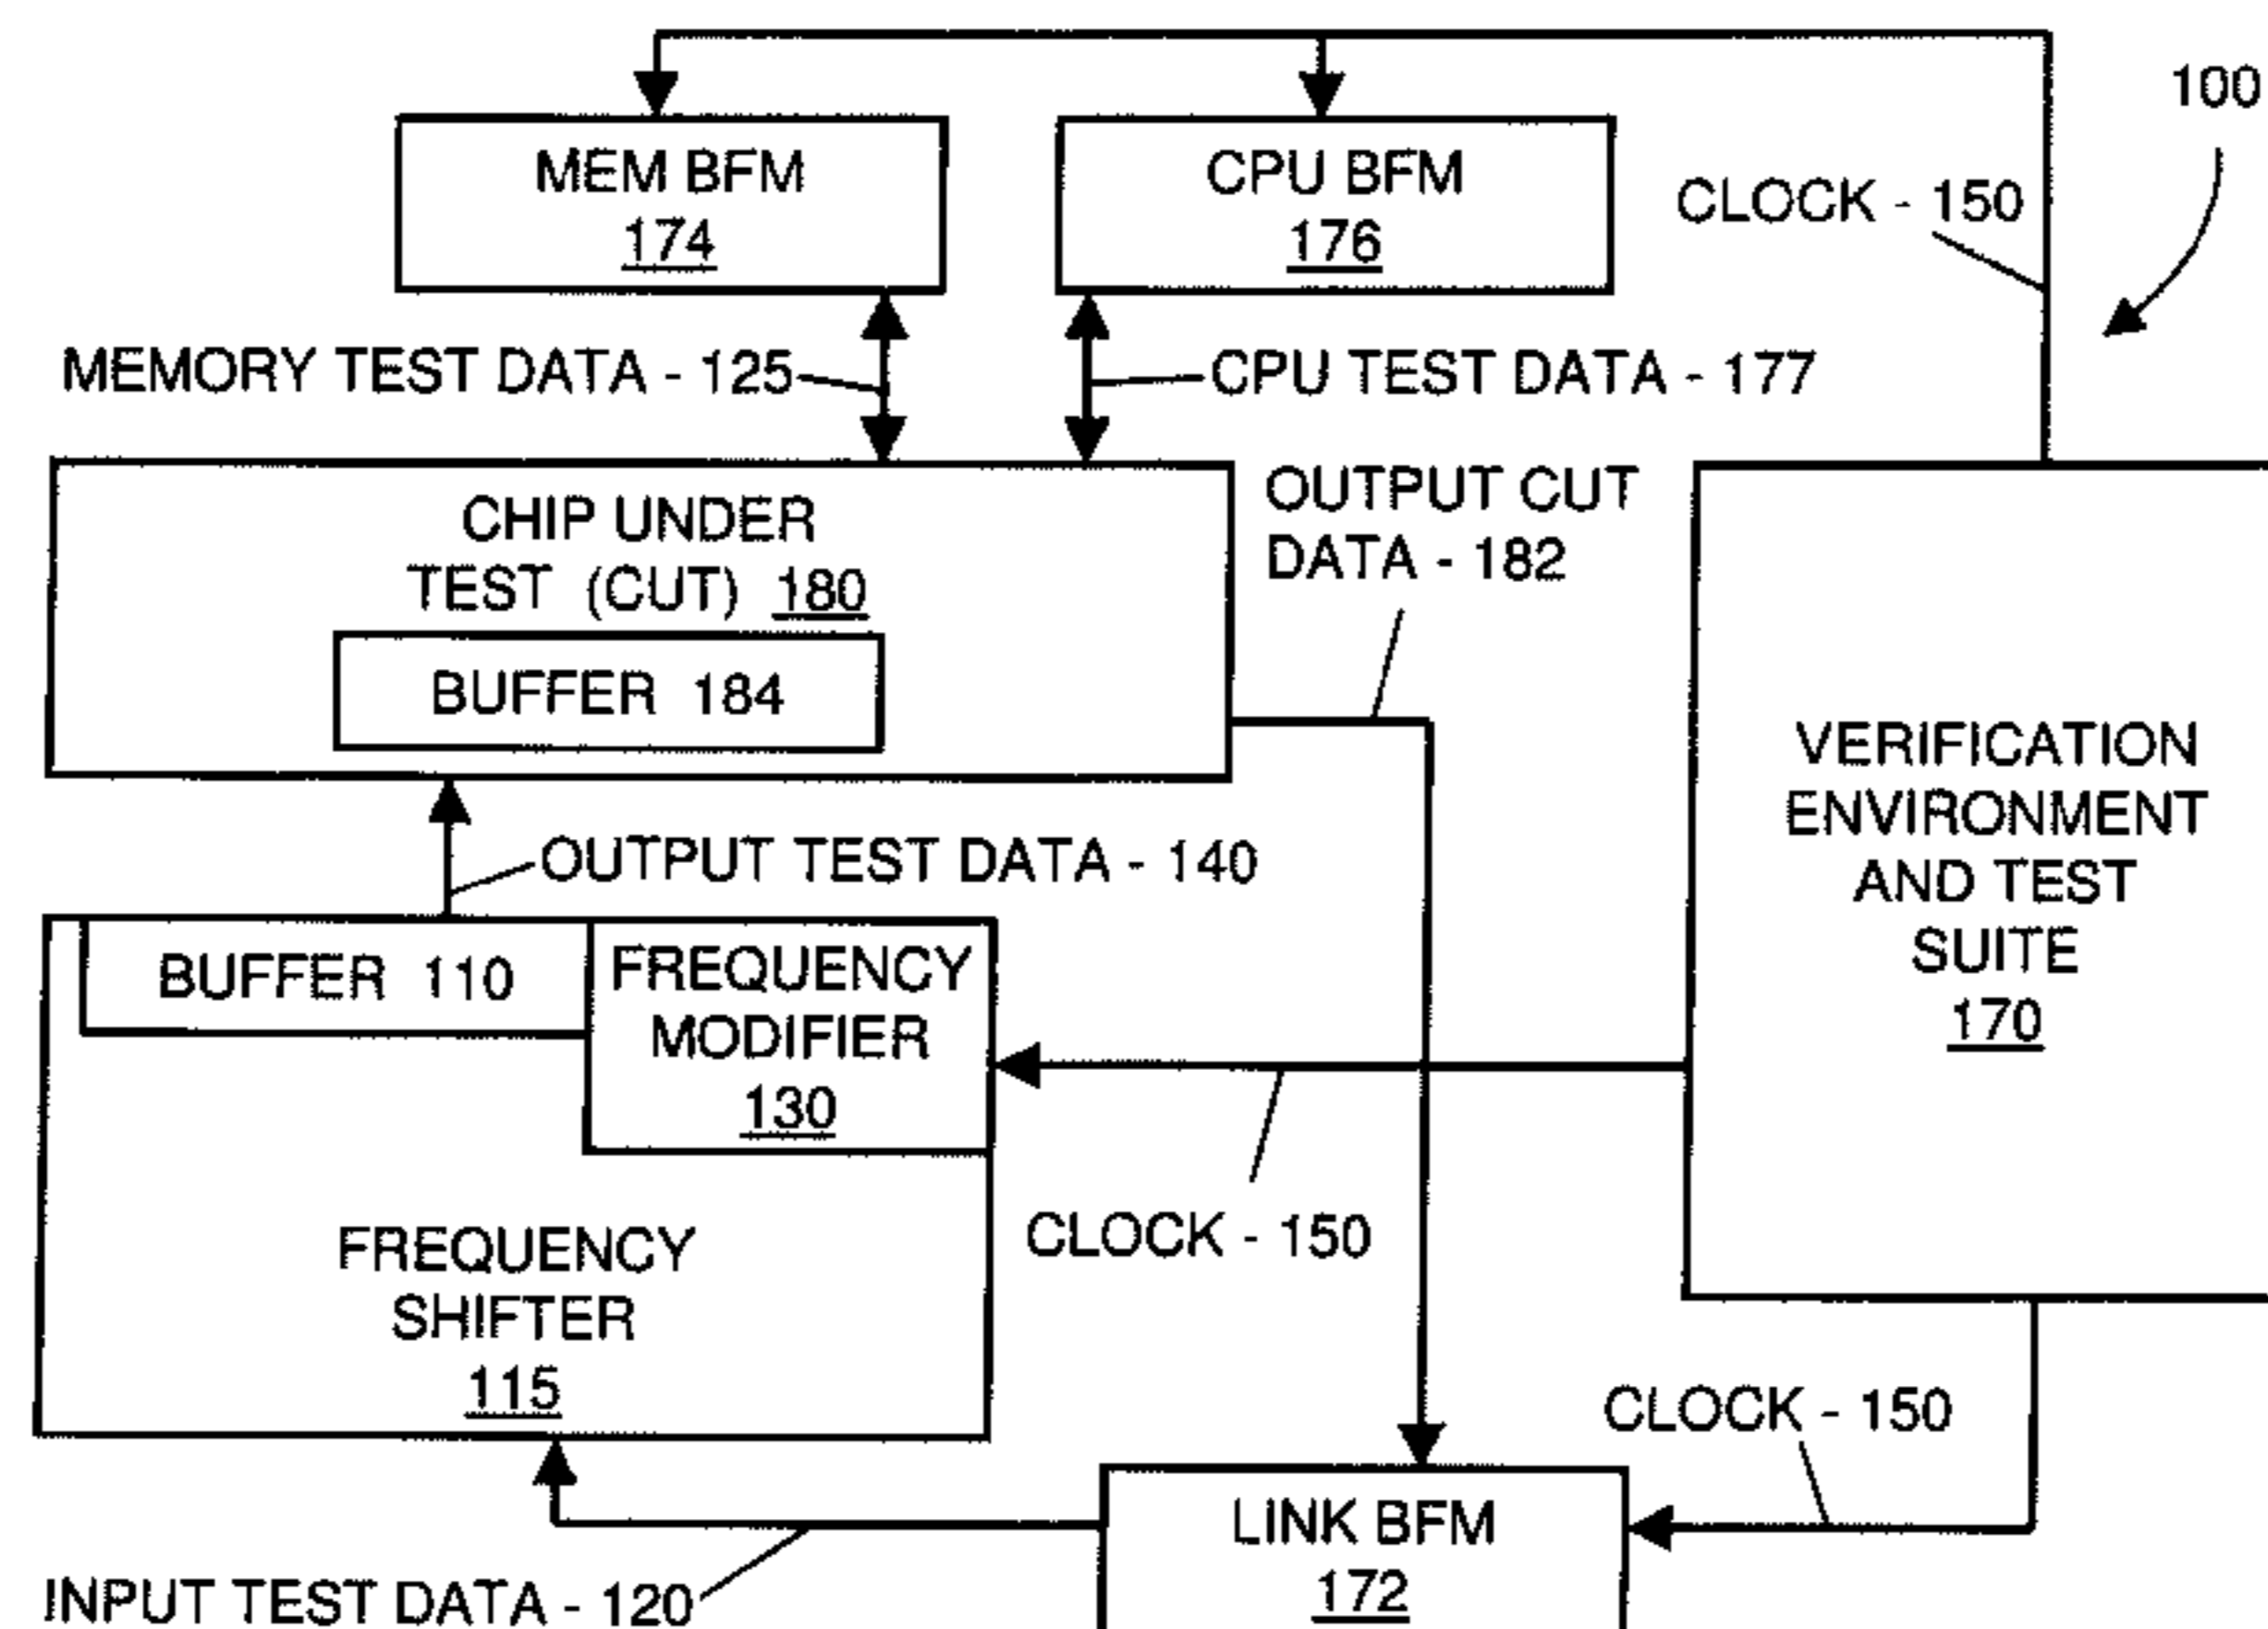 100
MEM BFM
174
CPU BFM
176
CLOCK - 150
MEMORY TEST DATA - 125
CPU TEST DATA - 177
CHIP UNDER
TEST (CUT) 180
BUFFER 184
OUTPUT CUT
DATA - 182
VERIFICATION
ENVIRONMENT
AND TEST
SUITE
170
OUTPUT TEST DATA - 140
BUFFER 110
FREQUENCY
MODIFIER
130
CLOCK - 150
FREQUENCY
SHIFTER
115
CLOCK - 150
LINK BFM
172
INPUT TEST DATA - 120